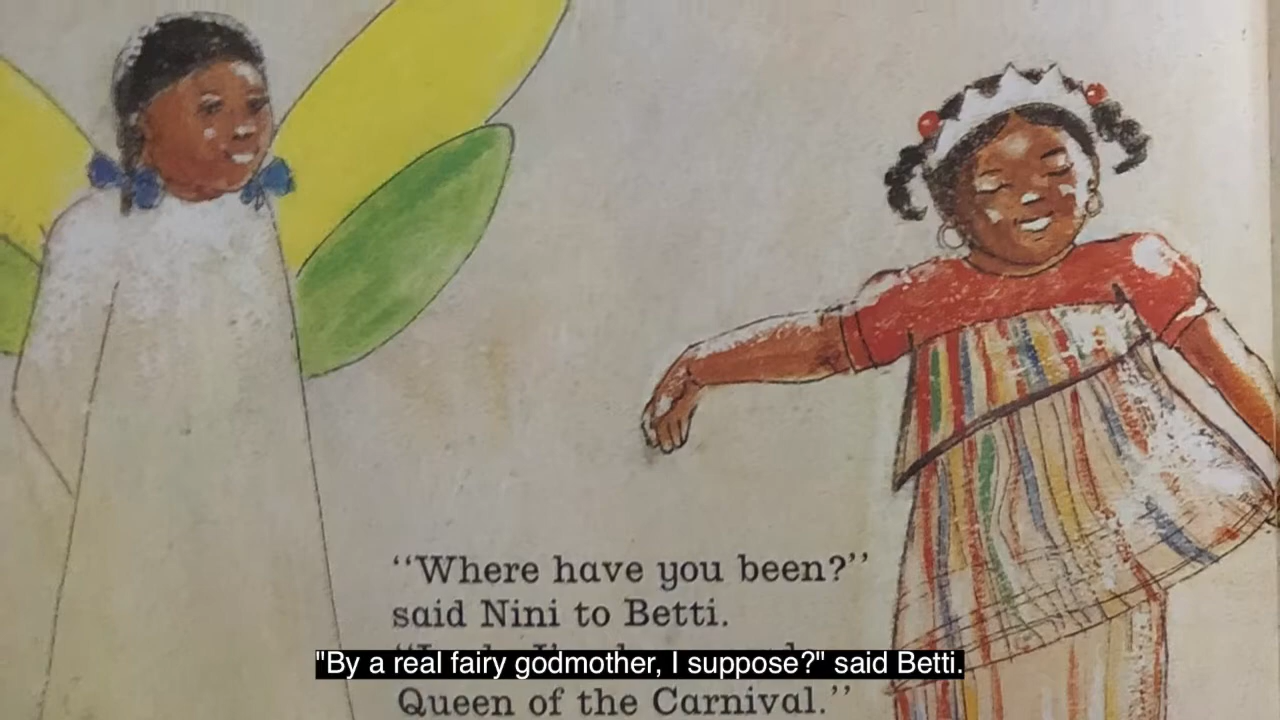 “Where have you been?”
said Nini to Betti.
"By a real fairy godmother, I suppose?" said Betti.
Queen of the Carnival.”